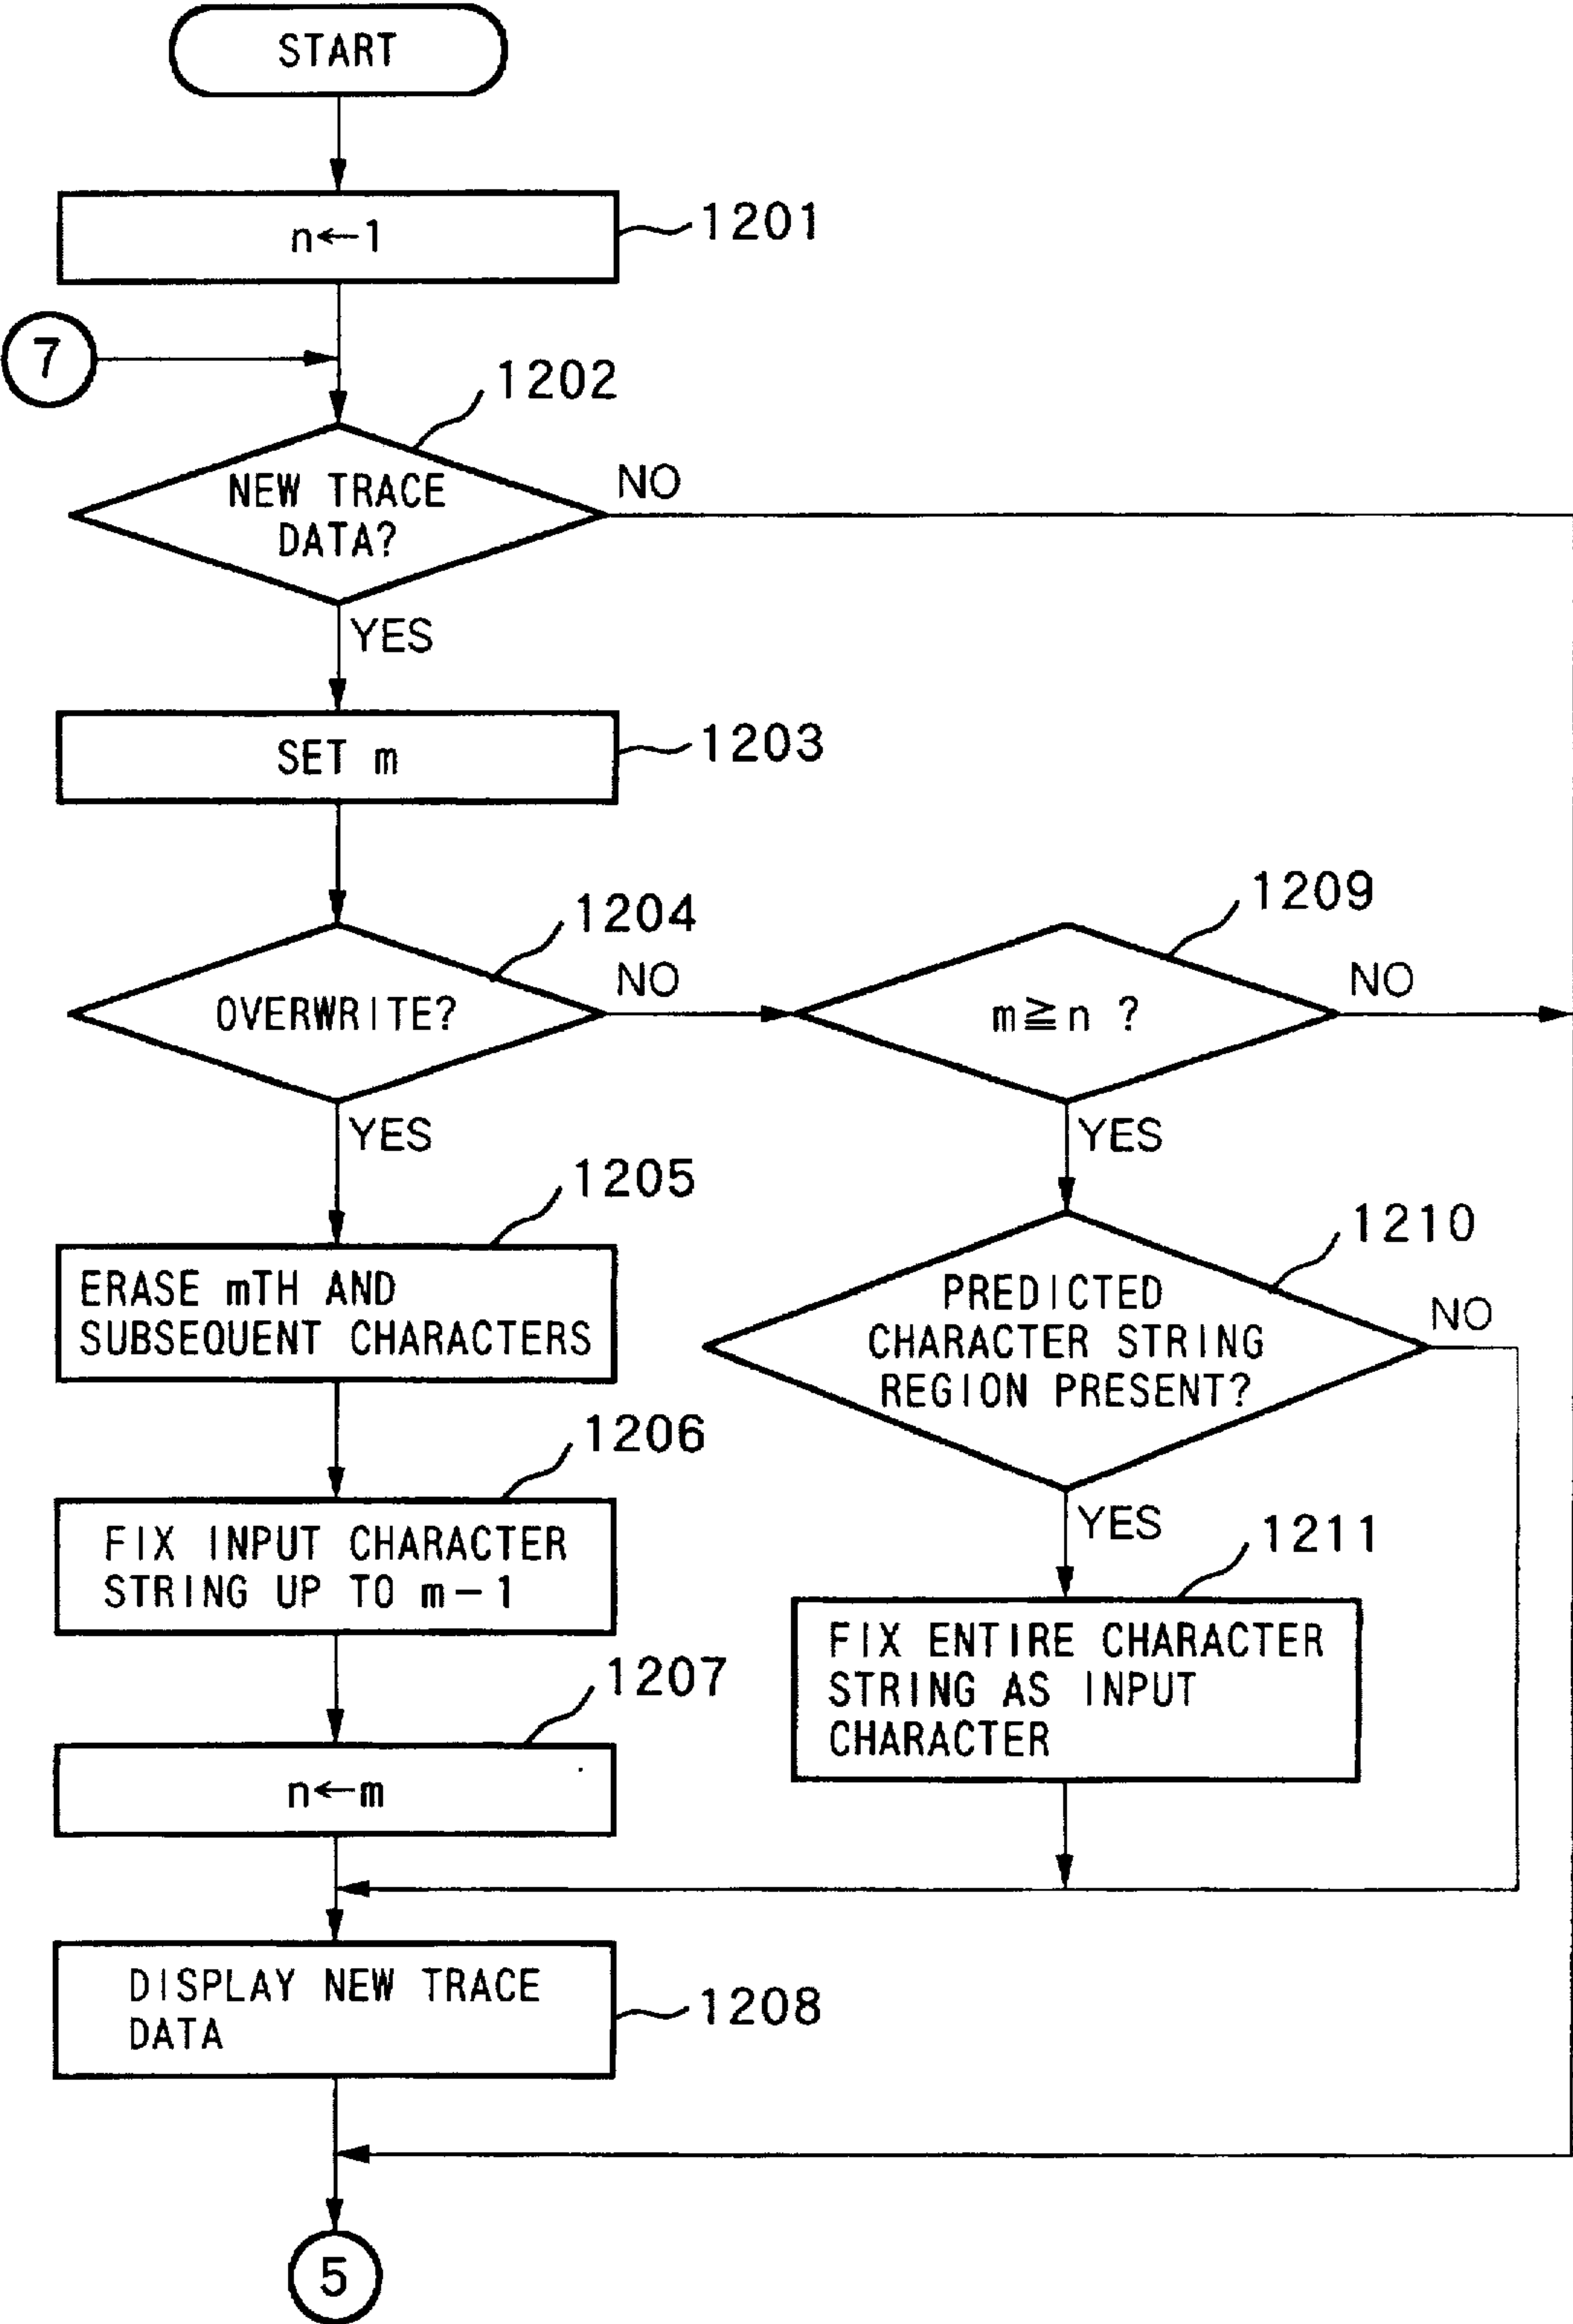 START
n←1
1201
7
1202
NEW TRACE
DATA?
NO
YES
SET m
1203
1204
OVERWRITE?
NO
1209
m≧n ?
NO
YES
YES
1205
ERASE mTH AND
SUBSEQUENT CHARACTERS
1210
PREDICTED
CHARACTER STRING
REGION PRESENT?
NO
1206
FIX INPUT CHARACTER
STRING UP TO m-1
YES
1211
FIX ENTIRE CHARACTER
STRING AS INPUT
CHARACTER
1207
n←m
DISPLAY NEW TRACE
DATA
1208
5